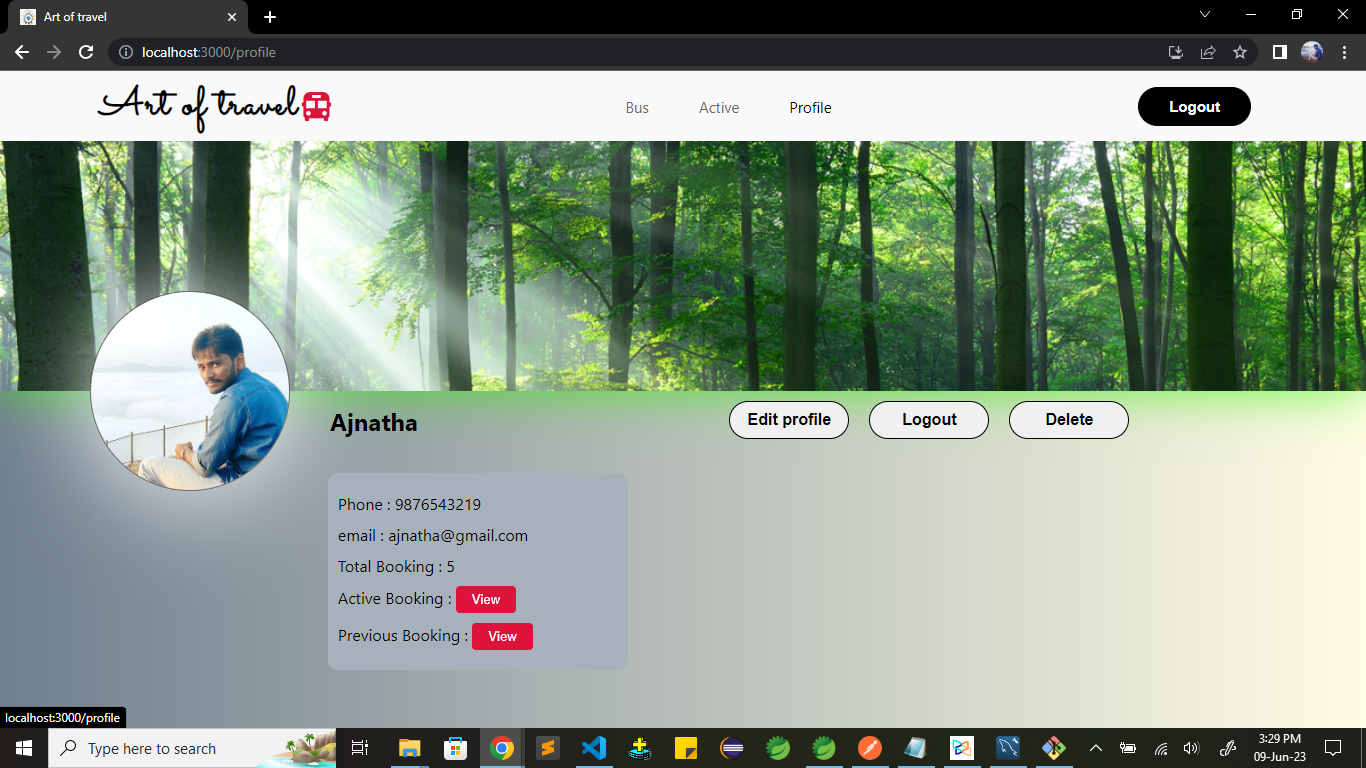 Art of travel
localhost:3000/profile
Art of travel
Bus Active Profile Logout
Ajnatha
Edit profile Logout Delete
Phone : 9876543219
email : ajnatha@gmail.com
Total Booking : 5
Active Booking : View
Previous Booking : View
localhost:3000/profile
Type here to search
3:29 PM
09-Jun-23